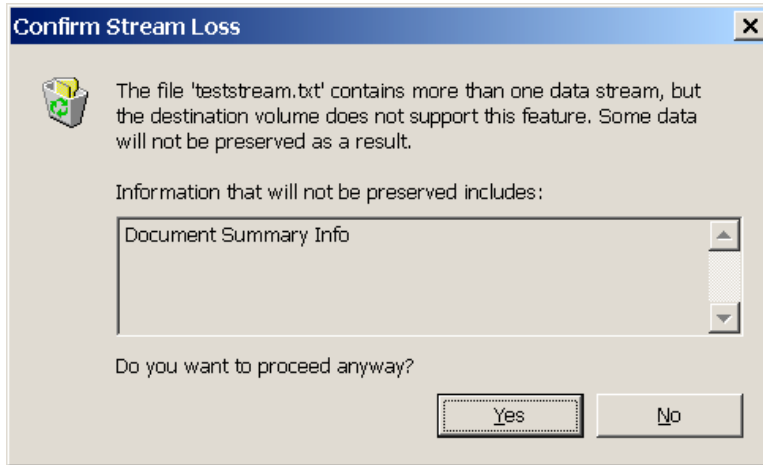 Confirm Stream Loss
The file 'teststream.txt' contains more than one data stream, but
the destination volume does not support this feature. Some data
will not be preserved as a result.
Information that will not be preserved includes:
Document Summary Info
Do you want to proceed anyway?
Yes
No